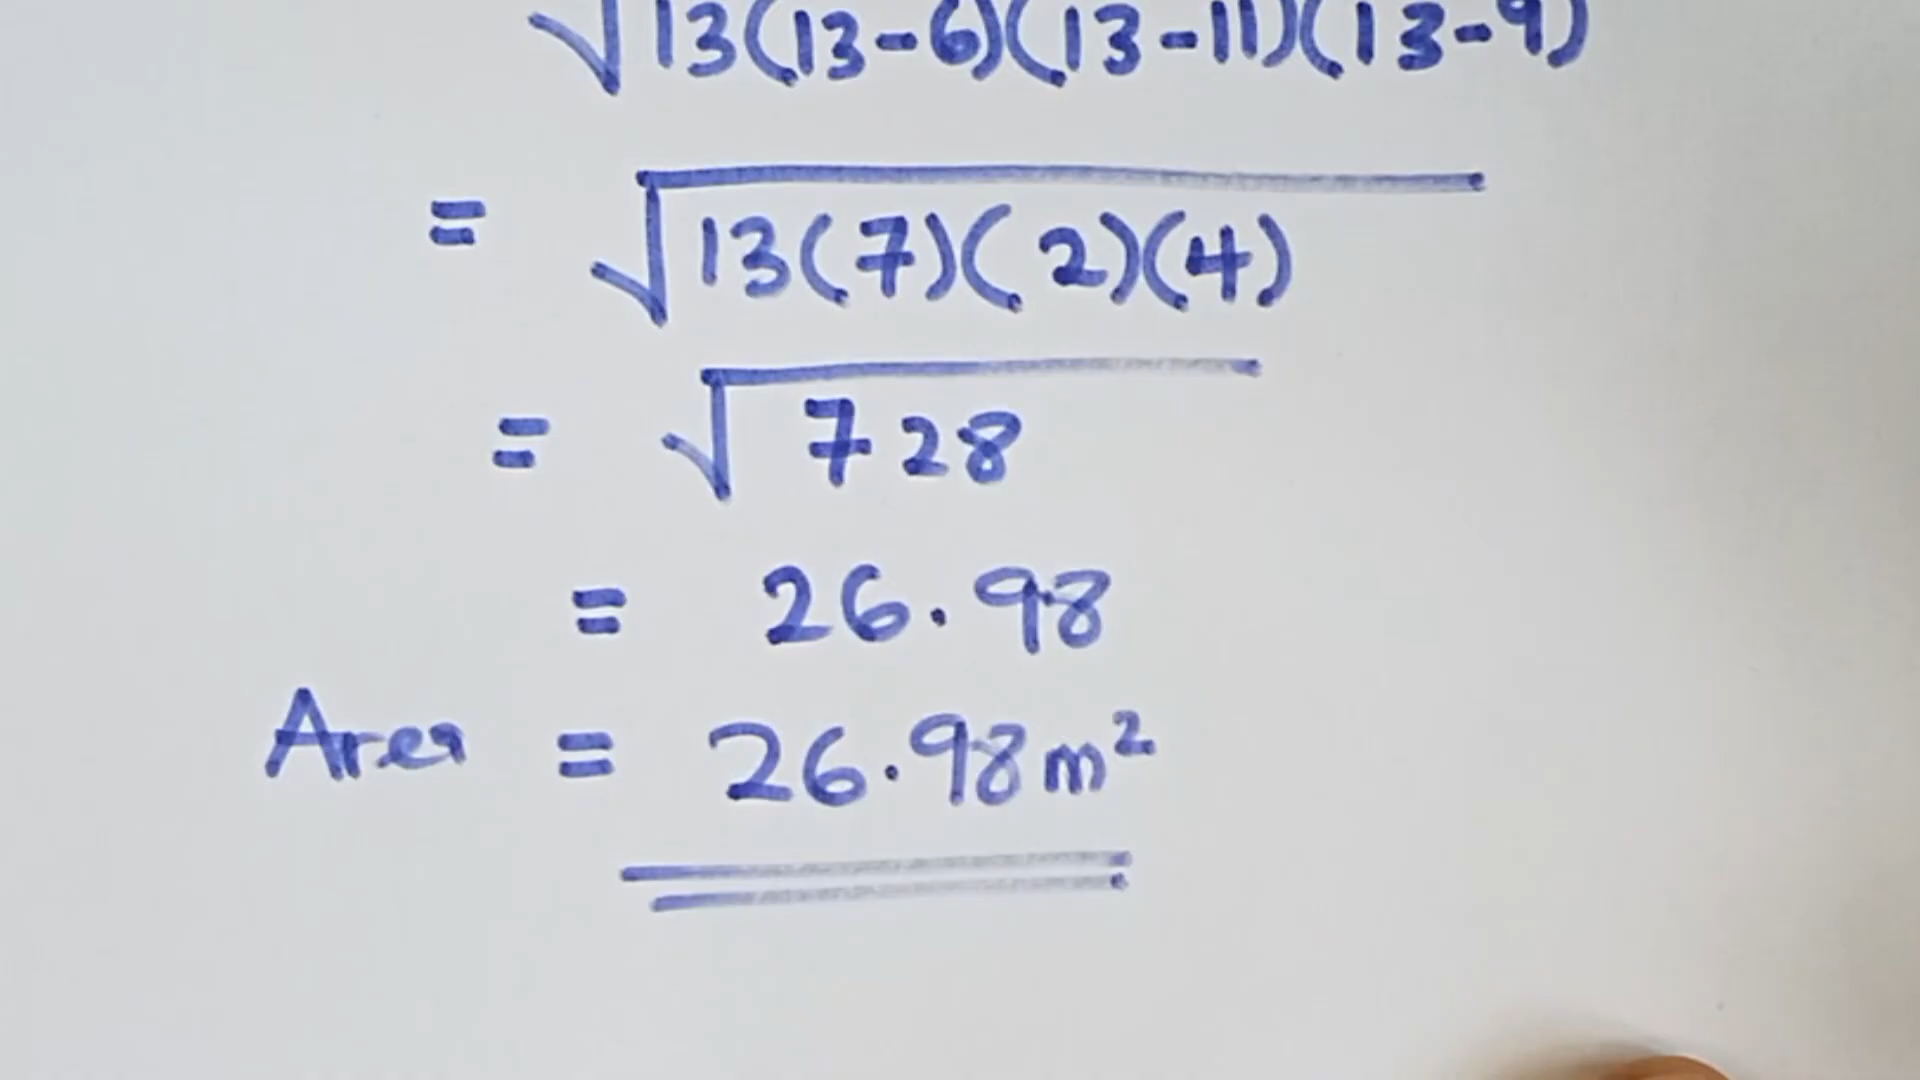 √13(13-6)(13-11)(13-9)
= √13(7)(2)(4)
= √728
= 26.98
Area = 26.98m²